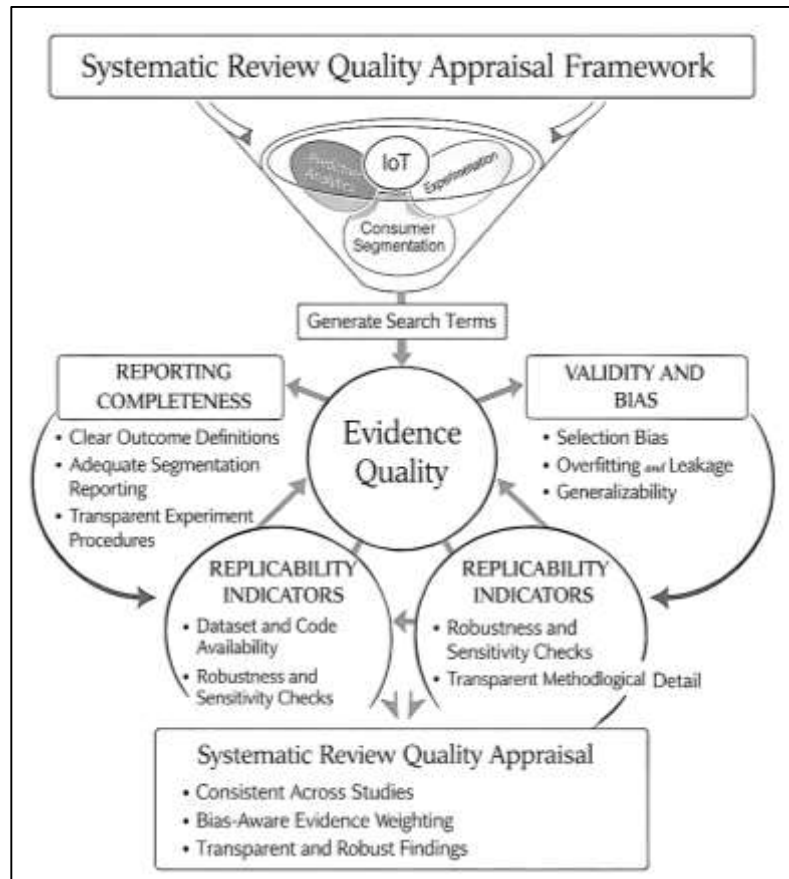 Systematic Review Quality Appraisal Framework
IoT
Predictive
Analytics
Experimentation
Consumer
Segmentation
Generate Search Terms
REPORTING
COMPLETENESS
• Clear Outcome Definitions
• Adequate Segmentation
Reporting
• Transparent Experiment
Procedures
Evidence
Quality
VALIDITY AND
BIAS
• Selection Bias
• Overfitting and Leakage
• Generalizability
REPLICABILITY
INDICATORS
• Dataset and Code
Availability
• Robustness and
Sensitivity Checks
REPLICABILITY
INDICATORS
• Robustness and
Sensitivity Checks
• Transparent Methodlogical Detail
Systematic Review Quality Appraisal
• Consistent Across Studies
• Bias-Aware Evidence Weighting
• Transparent and Robust Findings